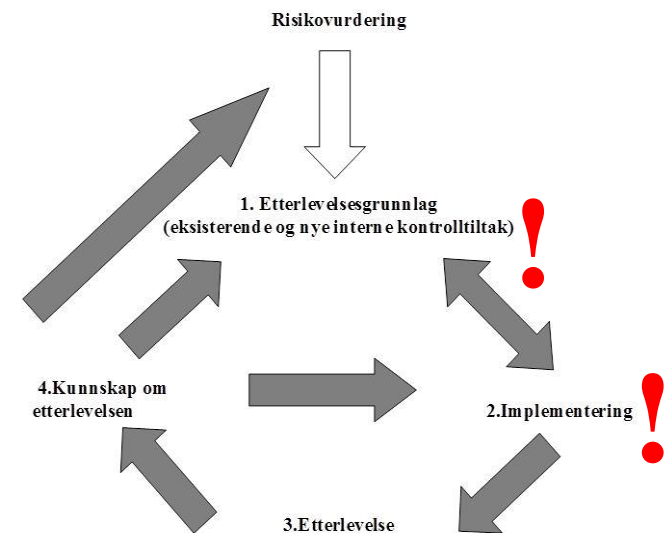 Risikovurdering
1. Etterlevelsesgrunnlag
(eksisterende og nye interne kontrolltiltak)
!
4.Kunnskap om
etterlevelsen
2.Implementering
!
3.Etterlevelse